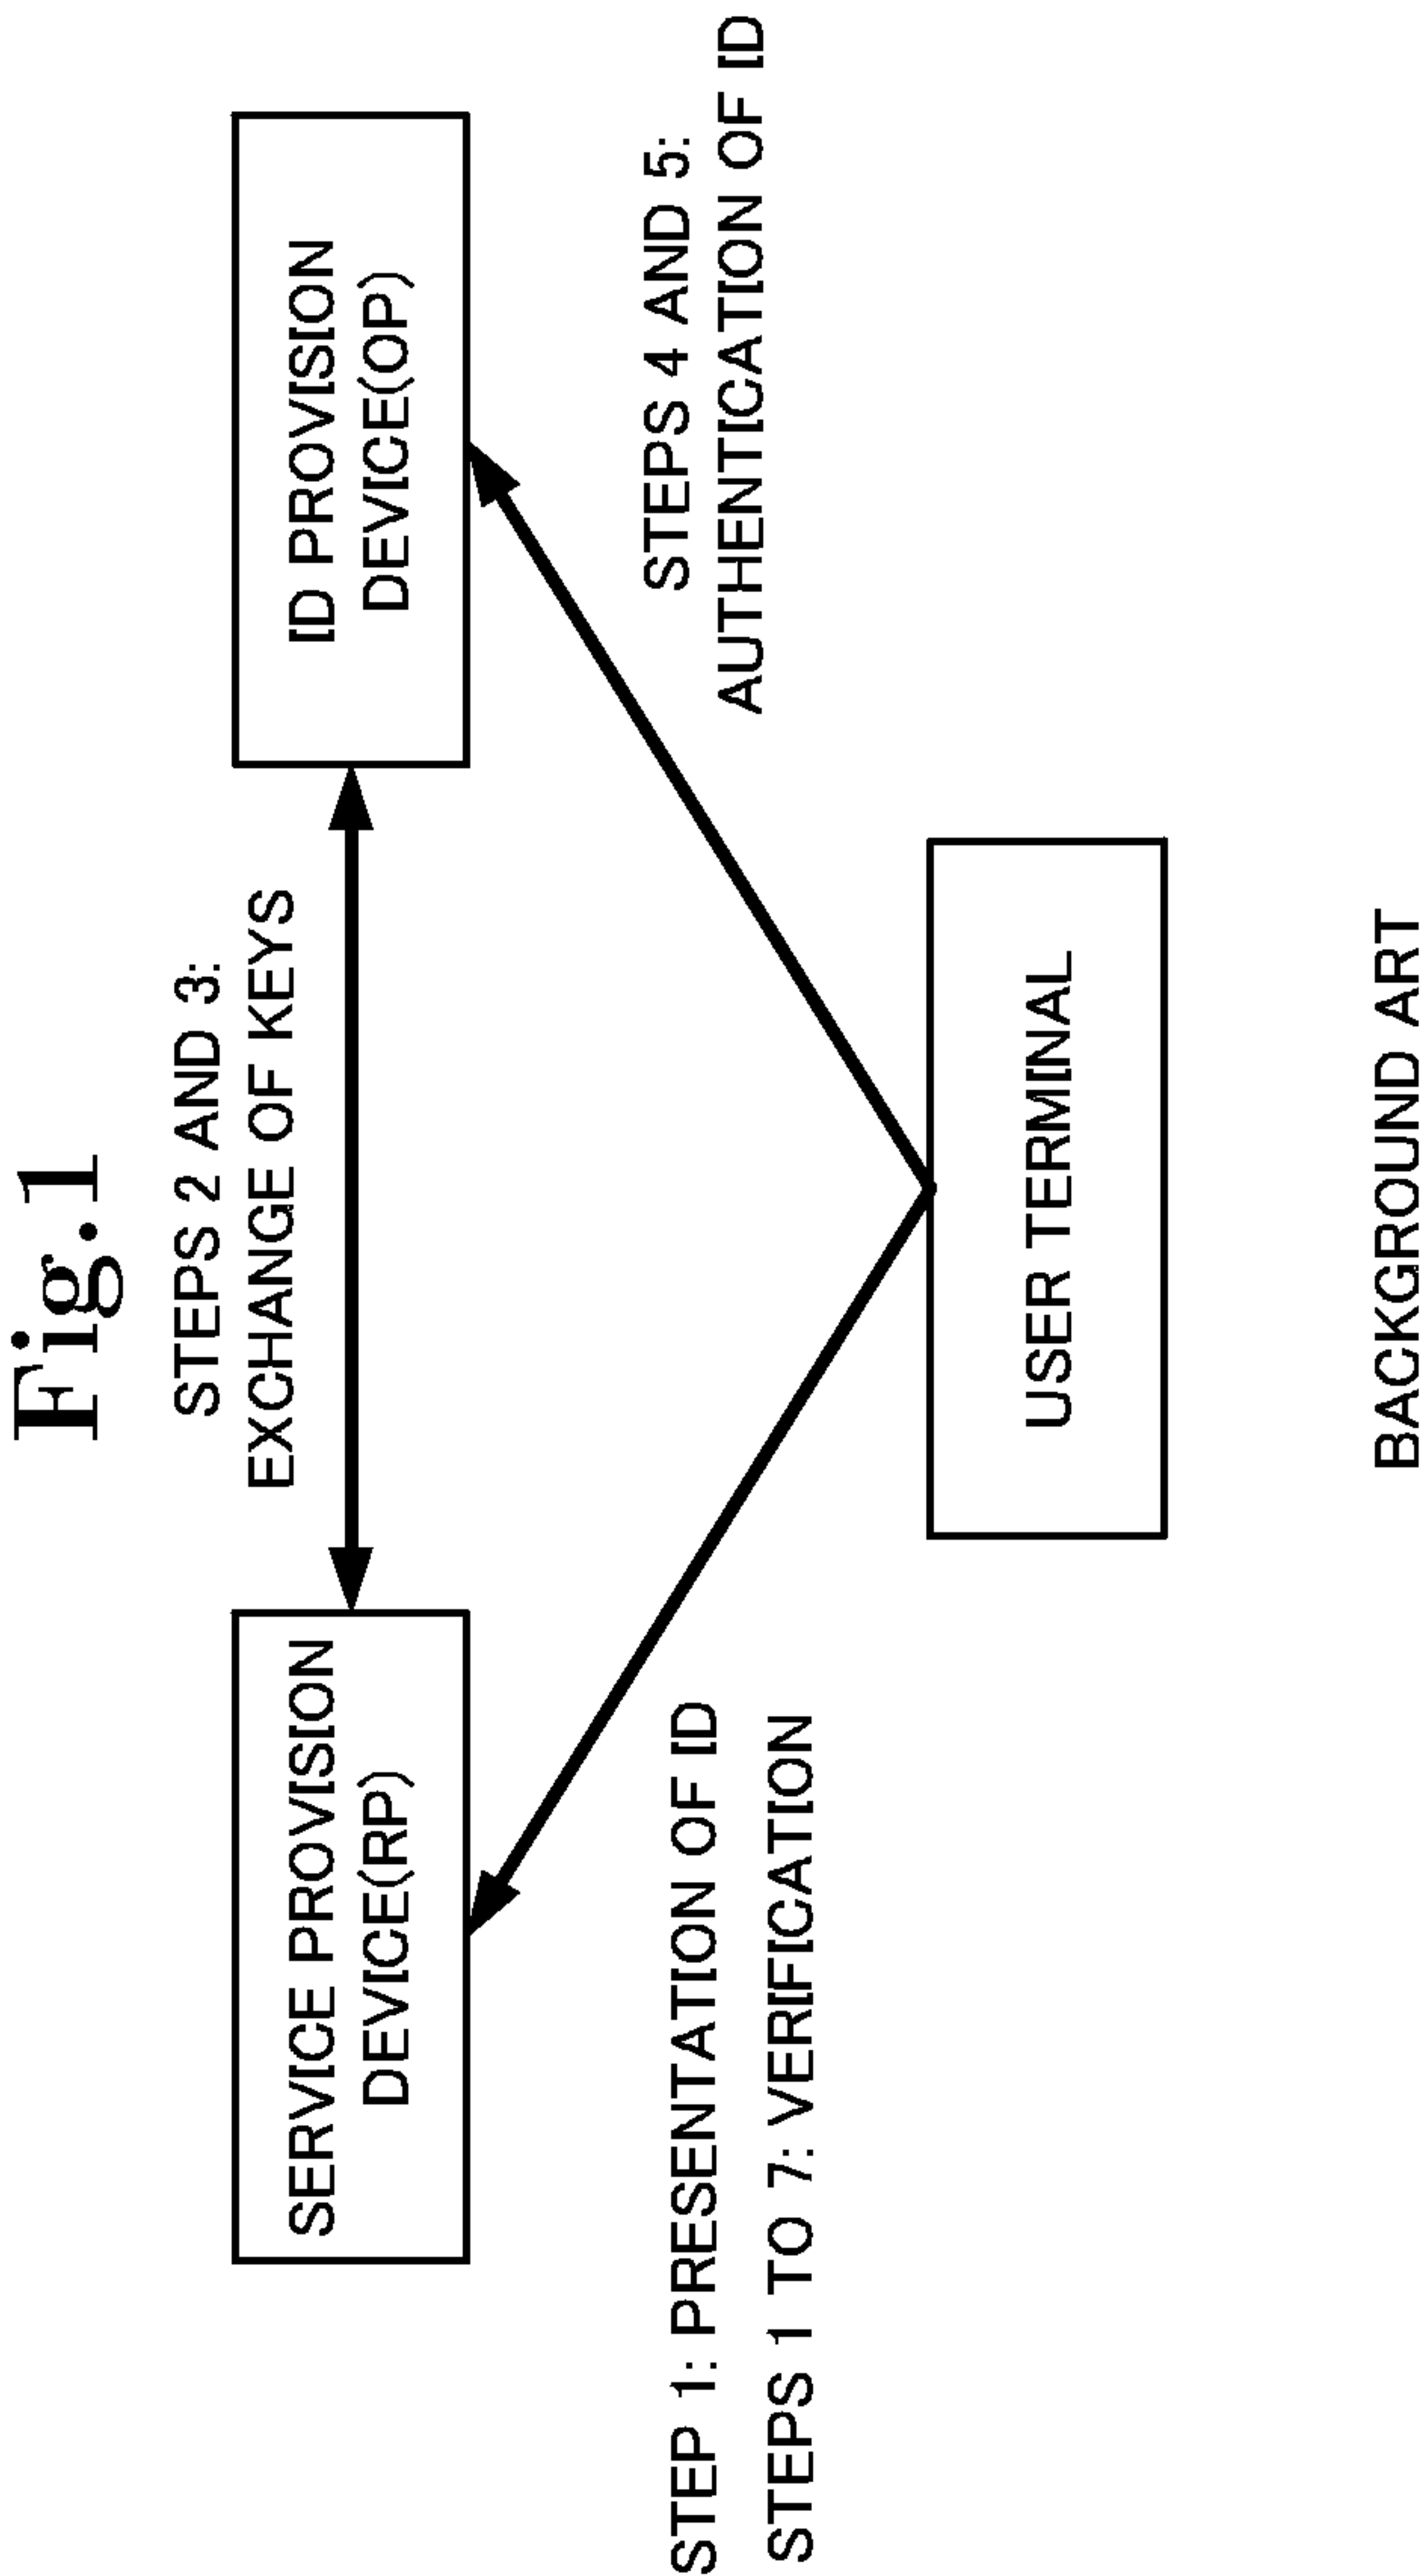 Fig.1
STEPS 2 AND 3:
EXCHANGE OF KEYS
SERVICE PROVISION
DEVICE(RP)
ID PROVISION
DEVICE(OP)
STEP 1: PRESENTATION OF ID
STEPS 1 TO 7: VERIFICATION
STEPS 4 AND 5:
AUTHENTICATION OF ID
USER TERMINAL
BACKGROUND ART